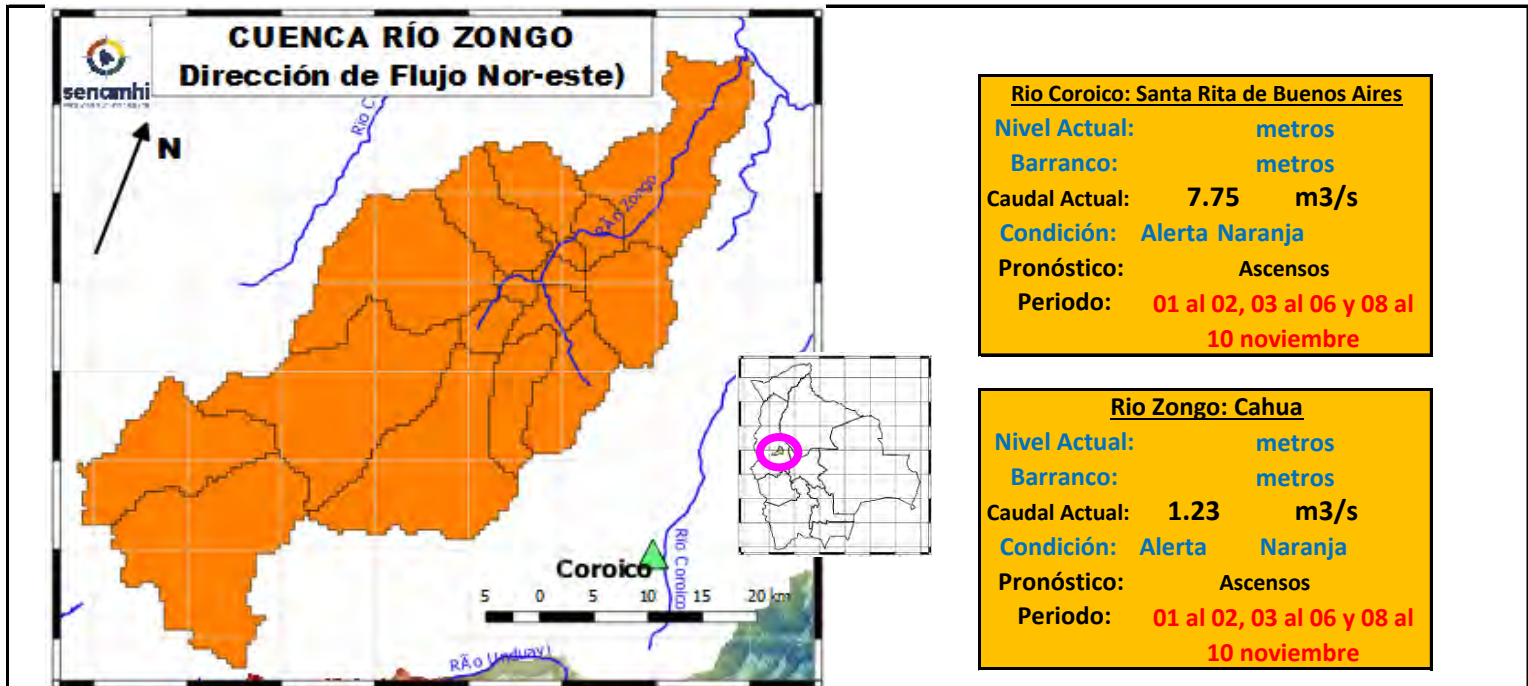 CUENCA RÍO ZONGO
Dirección de Flujo Nor-este)
senamhi
N
Río C
RÃo Zongo
Coroico
Río Coroico
5 0 5 10 15 20 km
RÃo Unduavi
Rio Coroico: Santa Rita de Buenos Aires
Nivel Actual: metros
Barranco: metros
Caudal Actual: 7.75 m3/s
Condición: Alerta Naranja
Pronóstico: Ascensos
Periodo: 01 al 02, 03 al 06 y 08 al
10 noviembre
Rio Zongo: Cahua
Nivel Actual: metros
Barranco: metros
Caudal Actual: 1.23 m3/s
Condición: Alerta Naranja
Pronóstico: Ascensos
Periodo: 01 al 02, 03 al 06 y 08 al
10 noviembre